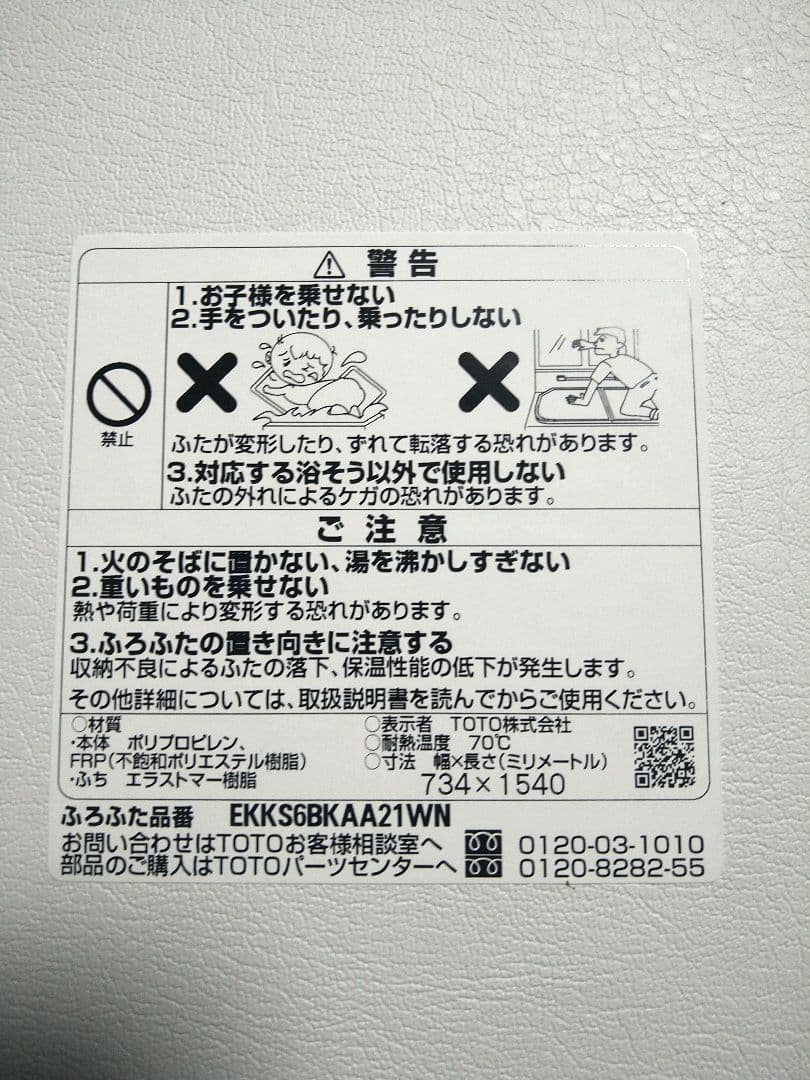 警告
禁止
1.お子様を乗せない
2.手をついたり、乗ったりしない
ふたが変形したり、ずれて転落する恐れがあります。
3.対応する浴そう以外で使用しない
ふたの外れによるケガの恐れがあります。
ご注意
1.火のそばに置かない、湯を沸かしすぎない
2.重いものを乗せない
熱や荷重により変形する恐れがあります。
3.ふろふたの置き向きに注意する
収納不良によるふたの落下、保温性能の低下が発生します。
その他詳細については、取扱説明書を読んでからご使用ください。
○材質
・本体 ポリプロピレン、
FRP(不飽和ポリエステル樹脂)
・ふち エラストマー樹脂
○表示者 TOTO株式会社
○耐熱温度 70℃
○寸法 幅×長さ(ミリメートル)
734×1540
ふろふた品番 EKKS6BKAA21WN
お問い合わせはTOTOお客様相談室へ 0120-03-1010
部品のご購入はTOTOパーツセンターへ 0120-8282-55